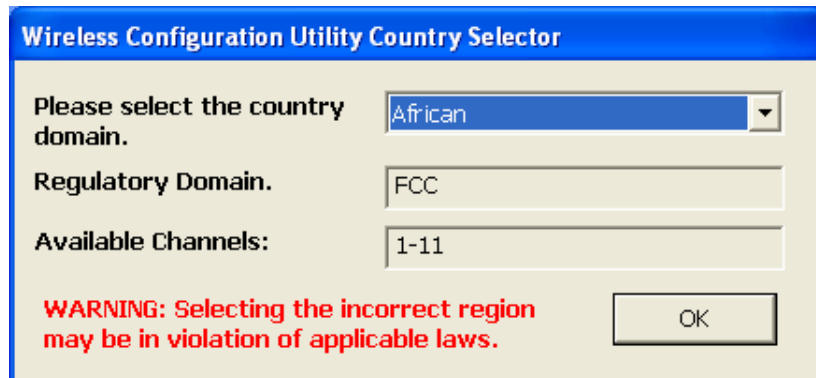 Wireless Configuration Utility Country Selector
Please select the country
domain.
African
Regulatory Domain.
FCC
Available Channels:
1-11
WARNING: Selecting the incorrect region
may be in violation of applicable laws.
OK